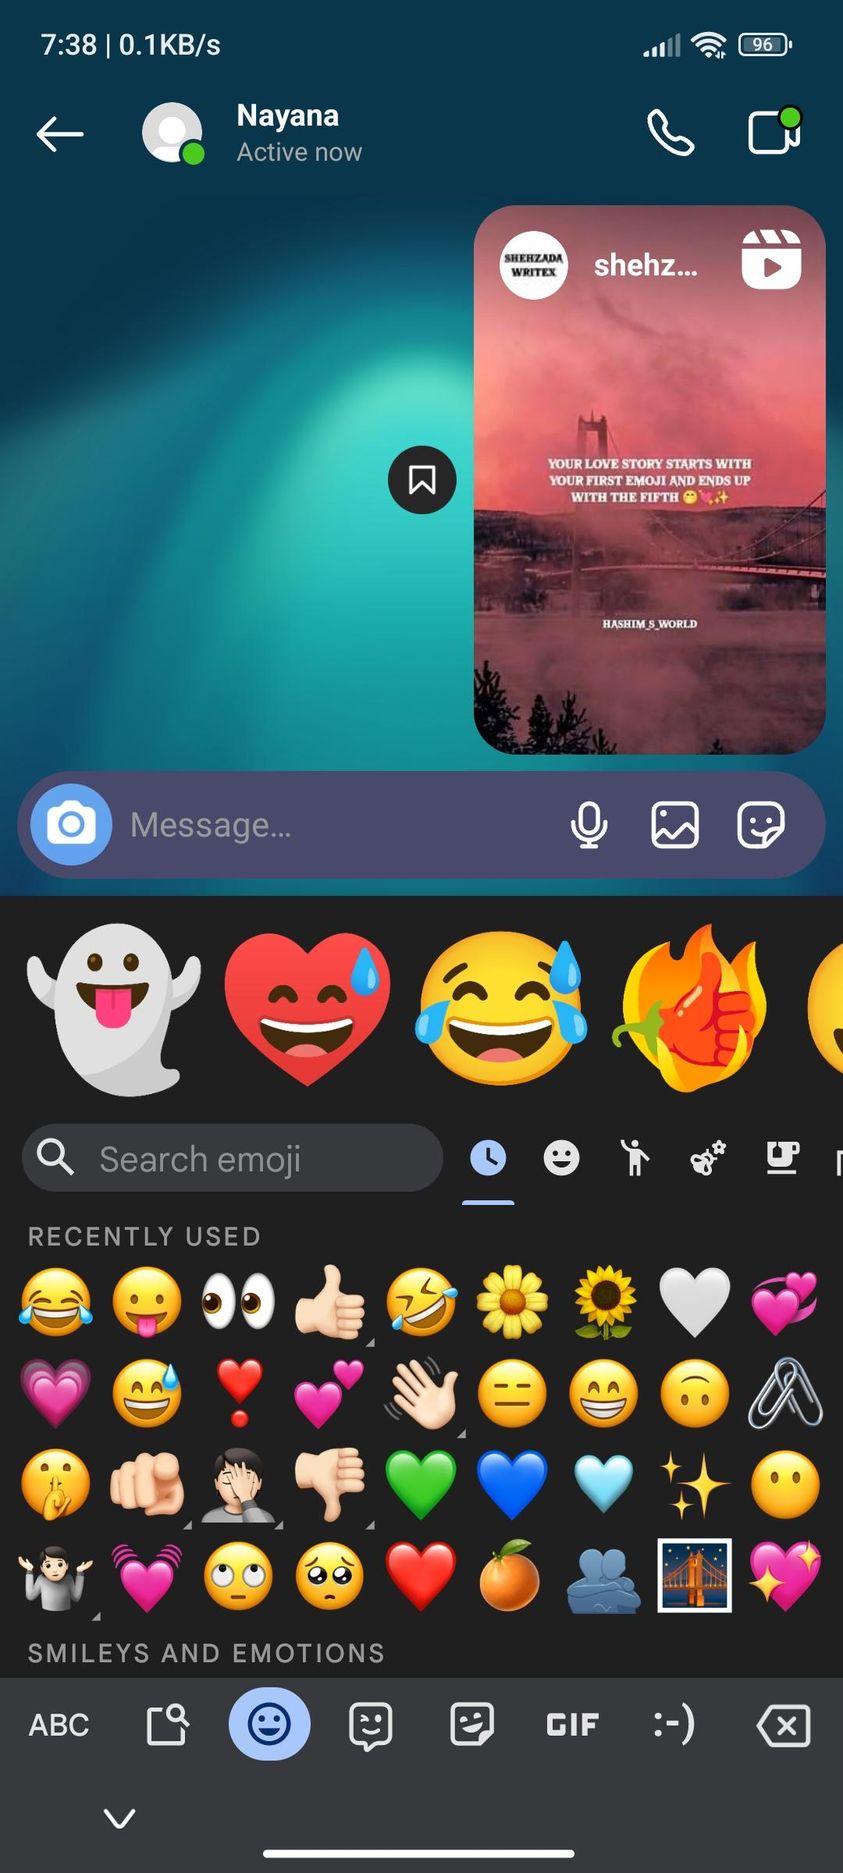 7:38 | 0.1KB/s
96
Nayana
Active now
SHEHZADA
WRITEX
shehz...
YOUR LOVE STORY STARTS WITH
YOUR FIRST EMOJI AND ENDS UP
WITH THE FIFTH 🤭💘✨
HASHIM_S_WORLD
Message...
Search emoji
RECENTLY USED
SMILEYS AND EMOTIONS
ABC
GIF
:-)